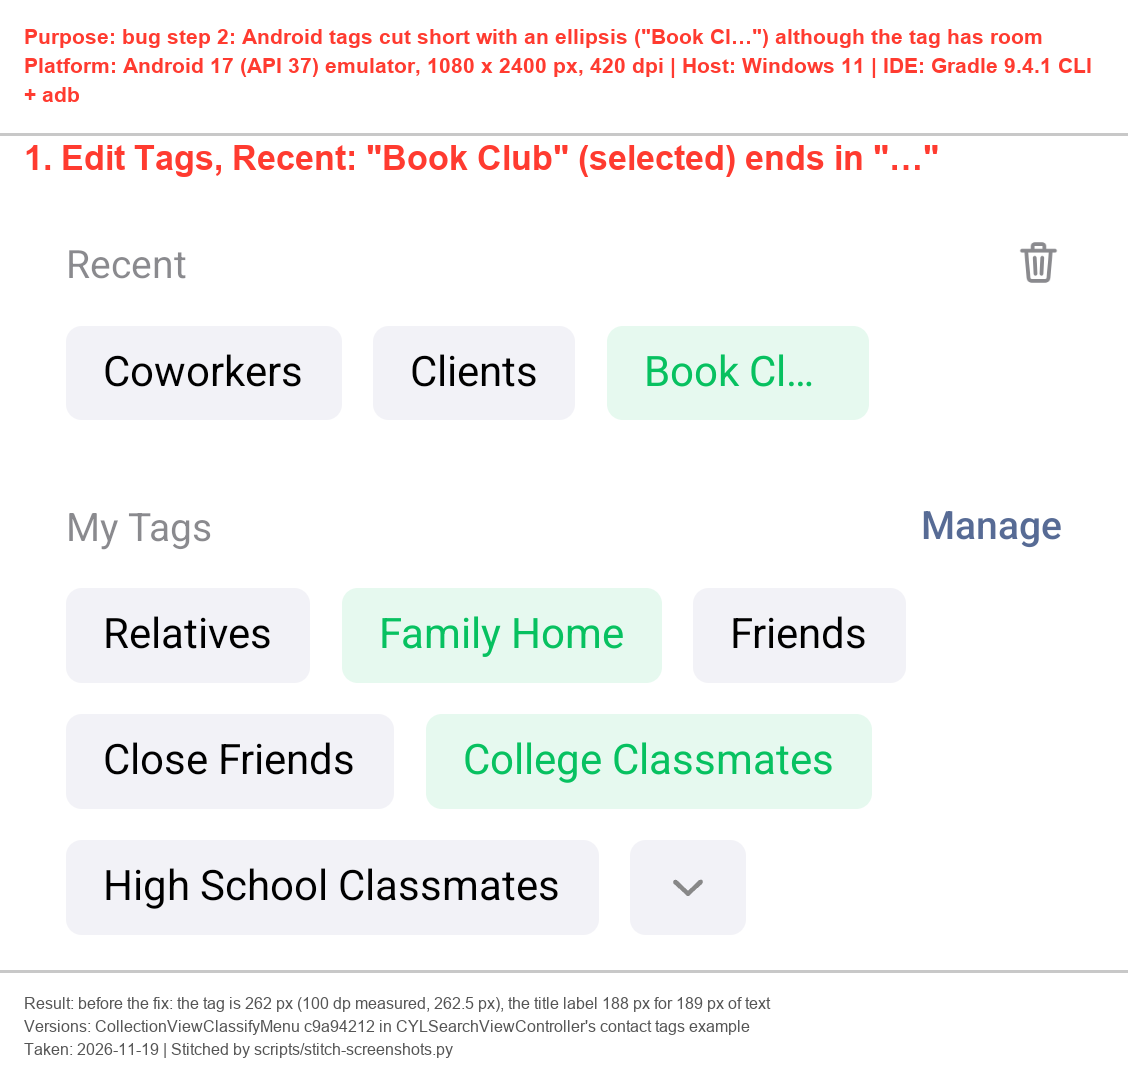 Purpose: bug step 2: Android tags cut short with an ellipsis ("Book Cl…") although the tag has room
Platform: Android 17 (API 37) emulator, 1080 x 2400 px, 420 dpi | Host: Windows 11 | IDE: Gradle 9.4.1 CLI
+ adb
1. Edit Tags, Recent: "Book Club" (selected) ends in "…"
Recent
Coworkers Clients Book Cl…
My Tags Manage
Relatives Family Home Friends
Close Friends College Classmates
High School Classmates
Result: before the fix: the tag is 262 px (100 dp measured, 262.5 px), the title label 188 px for 189 px of text
Versions: CollectionViewClassifyMenu c9a94212 in CYLSearchViewController's contact tags example
Taken: 2026-11-19 | Stitched by scripts/stitch-screenshots.py